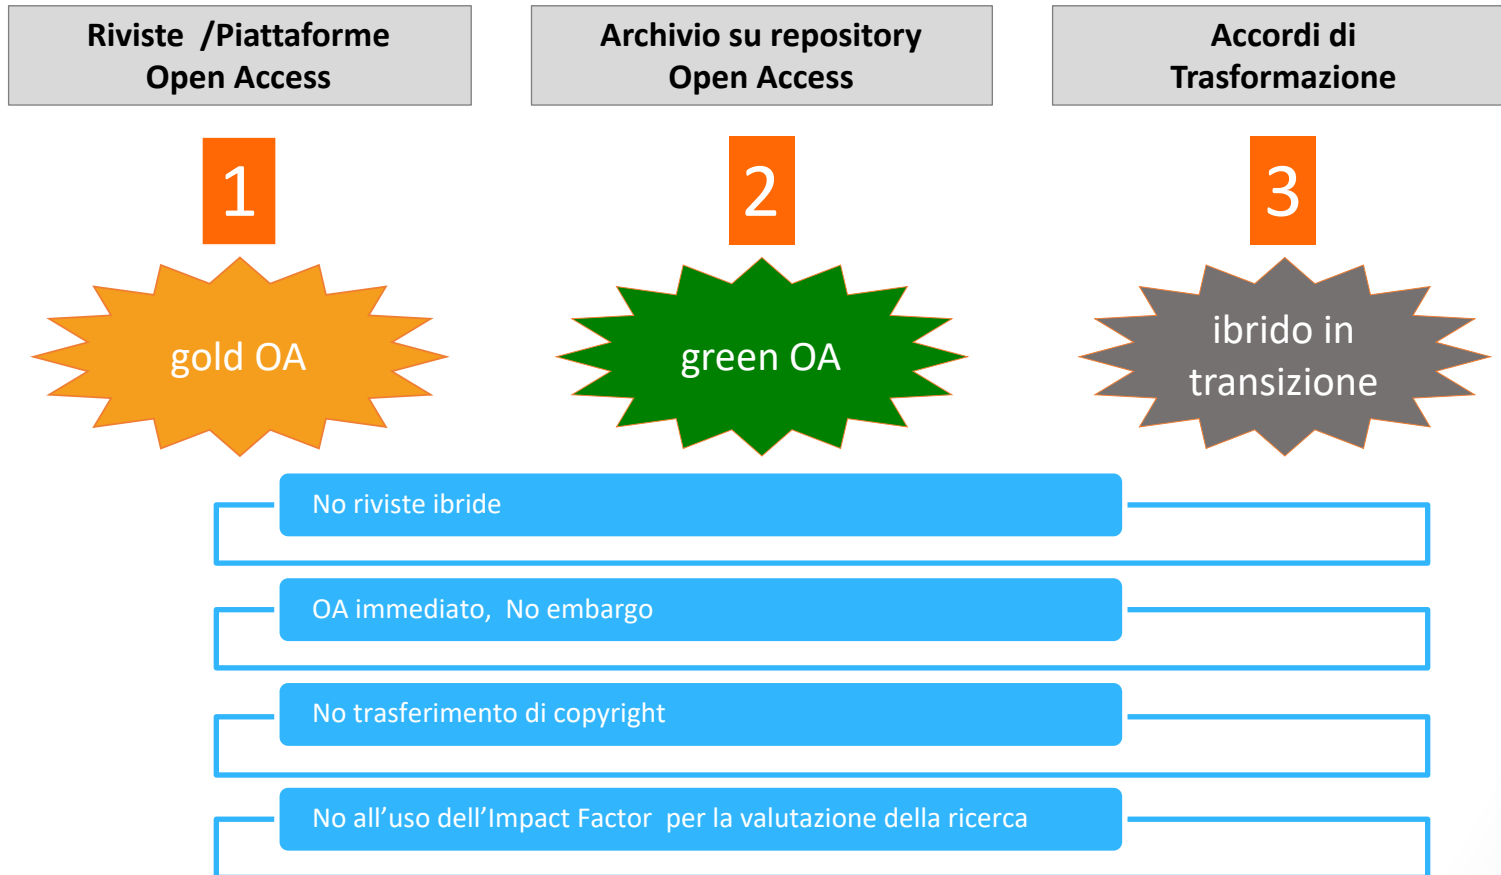 Riviste /Piattaforme
Open Access
Archivio su repository
Open Access
Accordi di
Trasformazione
1
2
3
gold OA
green OA
ibrido in
transizione
No riviste ibride
OA immediato, No embargo
No trasferimento di copyright
No all’uso dell’Impact Factor per la valutazione della ricerca